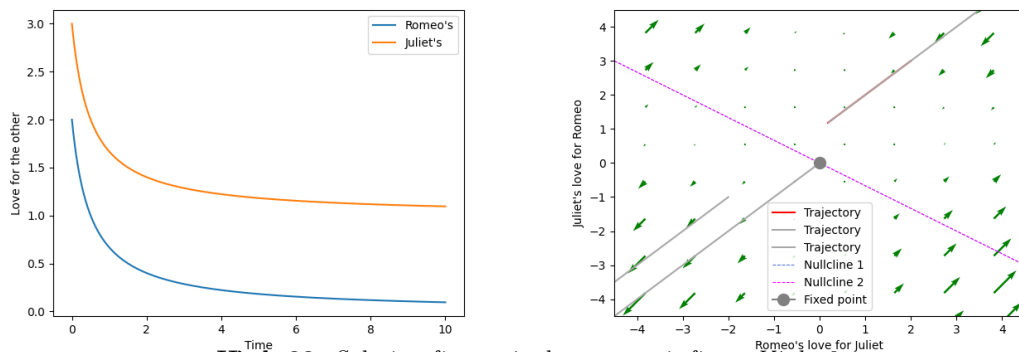 3.0
2.5
2.0
1.5
1.0
0.5
0.0
Love for the other
Romeo's
Juliet's
0
2
4
6
8
10
Time
4
3
2
1
0
−1
−2
−3
−4
Juliet's love for Romeo
Trajectory
Trajectory
Trajectory
Nullcline 1
Nullcline 2
Fixed point
−4
−3
−2
−1
0
1
2
3
4
Romeo's love for Juliet